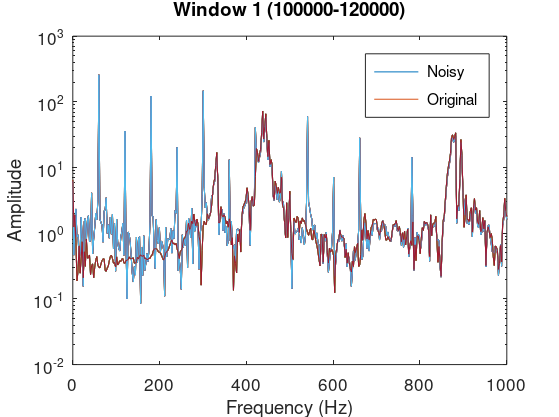 Window 1 (100000-120000)
10^3
10^2
10^1
10^0
10^-1
10^-2
Amplitude
Noisy
Original
0 200 400 600 800 1000
Frequency (Hz)